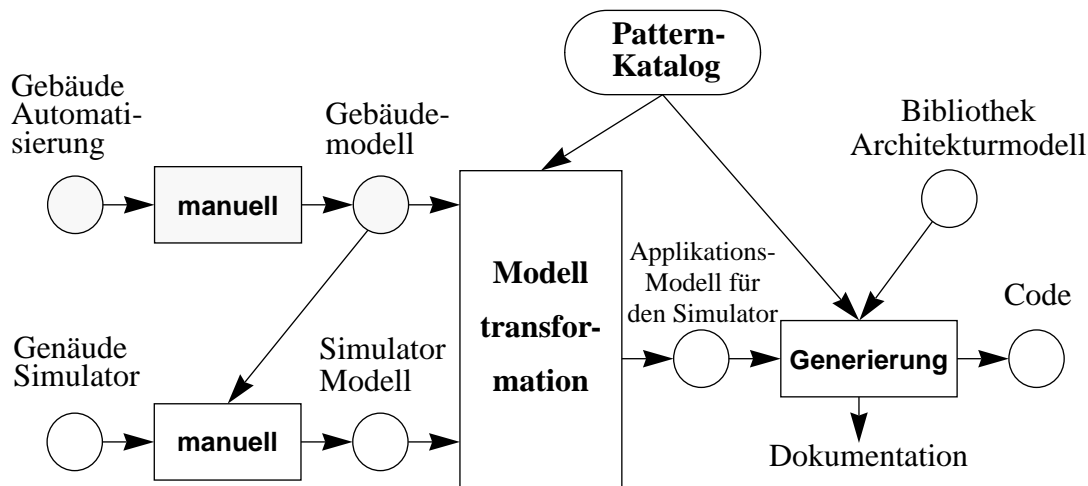 Pattern-
Katalog
Gebäude
Automati-
sierung
Gebäude-
modell
Bibliothek
Architekturmodell
manuell
Modell
transfor-
mation
Applikations-
Modell für
den Simulator
Code
Genäude
Simulator
Simulator
Modell
manuell
Generierung
Dokumentation